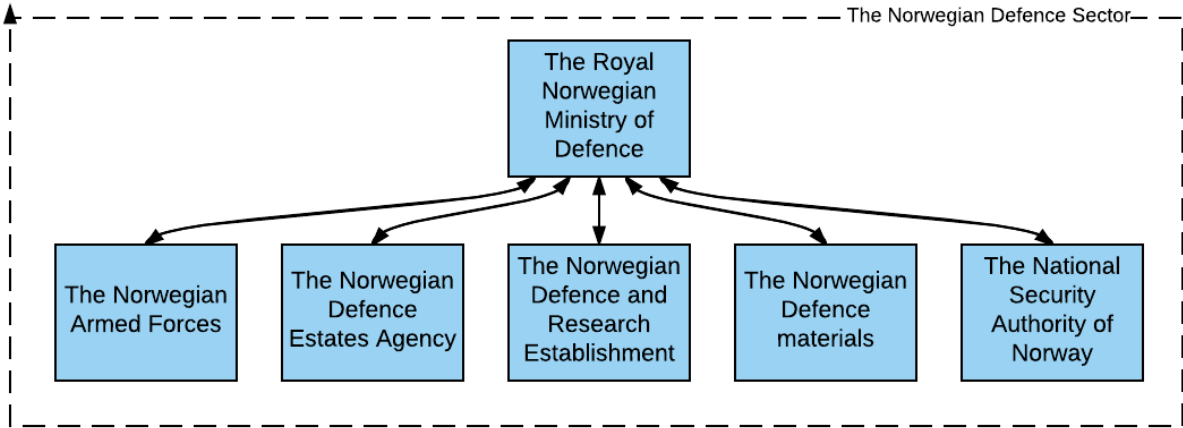 The Norwegian Defence Sector
The Royal
Norwegian
Ministry of
Defence
The Norwegian
Armed Forces
The Norwegian
Defence
Estates Agency
The Norwegian
Defence and
Research
Establishment
The Norwegian
Defence
materials
The National
Security
Authority of
Norway